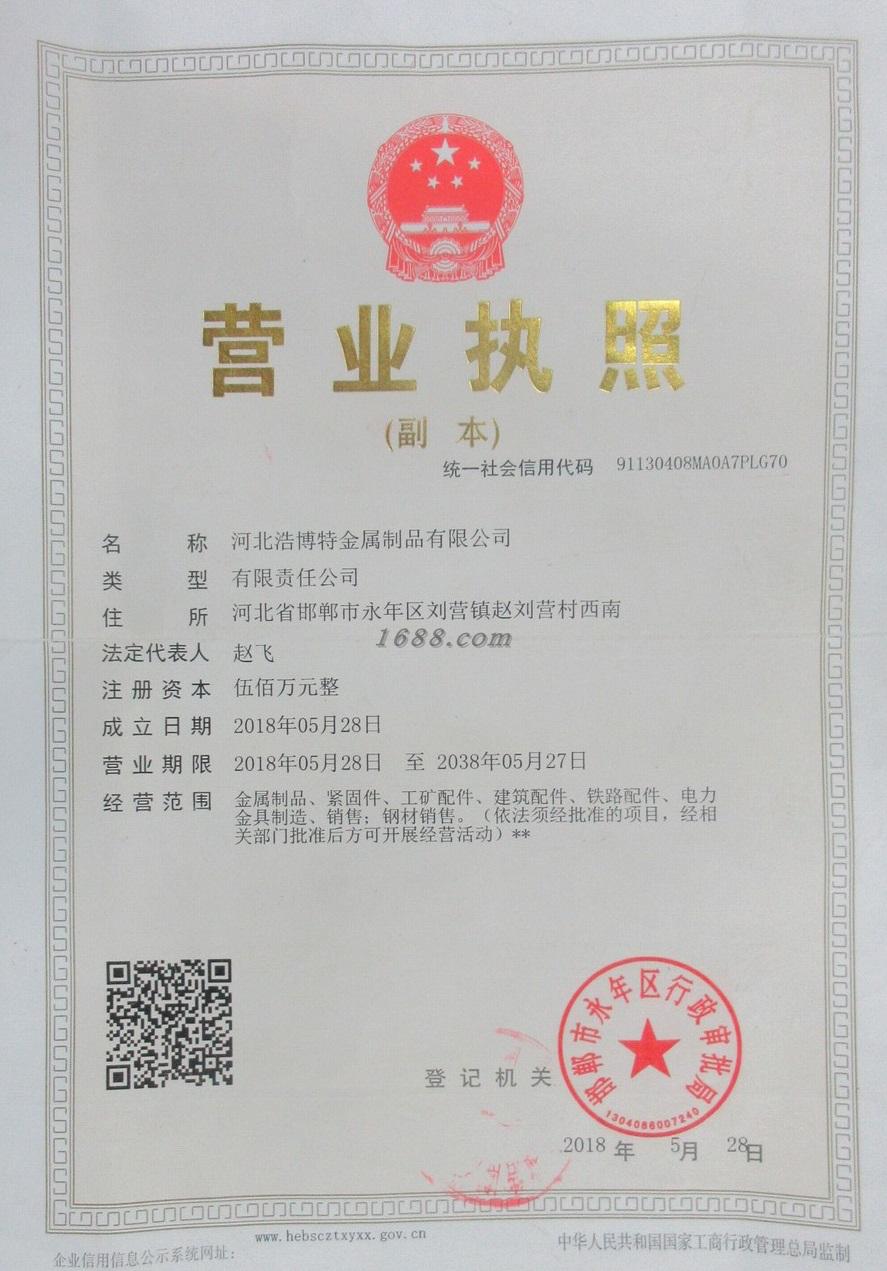 营业执照
(副 本)
统一社会信用代码 91130408MA0A7PLG70
名 称 河北浩博特金属制品有限公司
类 型 有限责任公司
住 所 河北省邯郸市永年区刘营镇赵刘营村西南
1688.com
法定代表人 赵飞
注册资本 伍佰万元整
成立日期 2018年05月28日
营业期限 2018年05月28日 至 2038年05月27日
经营范围 金属制品、紧固件、工矿配件、建筑配件、铁路配件、电力
金具制造、销售；钢材销售。（依法须经批准的项目，经相
关部门批准后方可开展经营活动）**
邯郸市永年区行政审批局
1304086007240
登记机关
2018 年 5月 28日
企业信用信息公示系统网址： www.hebscztxyxx.gov.cn
中华人民共和国国家工商行政管理总局监制